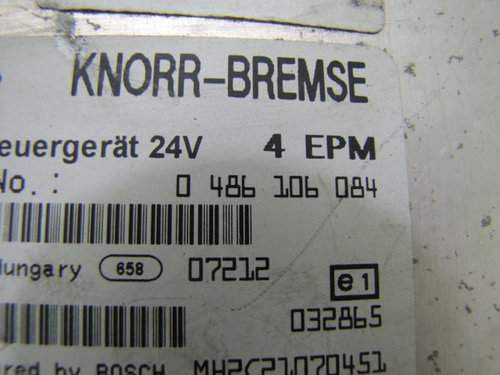 KNORR-BREMSE
euergerät 24V 4 EPM
No.: 0 486 106 084
Hungary 658 07212
e1
032865
red by BOSCH MH2C21070451